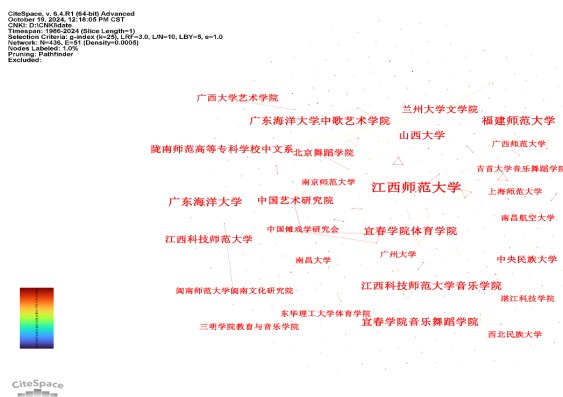 CiteSpace, v. 6.4.R1 (64-bit) Advanced
October 19, 2024, 12:18:05 PM CST
CNKI: D:\CNKI\date
Timespan: 1986-2024 (Slice Length=1)
Selection Criteria: g-index (k=25), LRF=3.0, L/N=10, LBY=5, e=1.0
Network: N=436, E=51 (Density=0.0005)
Nodes Labeled: 1.0%
Pruning: Pathfinder
Excluded:
广西大学艺术学院
兰州大学文学院
广东海洋大学中歌艺术学院
福建师范大学
山西大学
广西师范大学
陇南师范高等专科学校中文系
北京舞蹈学院
吉首大学音乐舞蹈学院
南京师范大学
江西师范大学
上海师范大学
广东海洋大学
中国艺术研究院
南昌航空大学
中国傩戏学研究会
宜春学院体育学院
江西科技师范大学
广州大学
南昌大学
中央民族大学
江西科技师范大学音乐学院
闽南师范大学闽南文化研究院
湛江科技学院
东华理工大学体育学院
宜春学院音乐舞蹈学院
三明学院教育与音乐学院
西北民族大学
CiteSpace